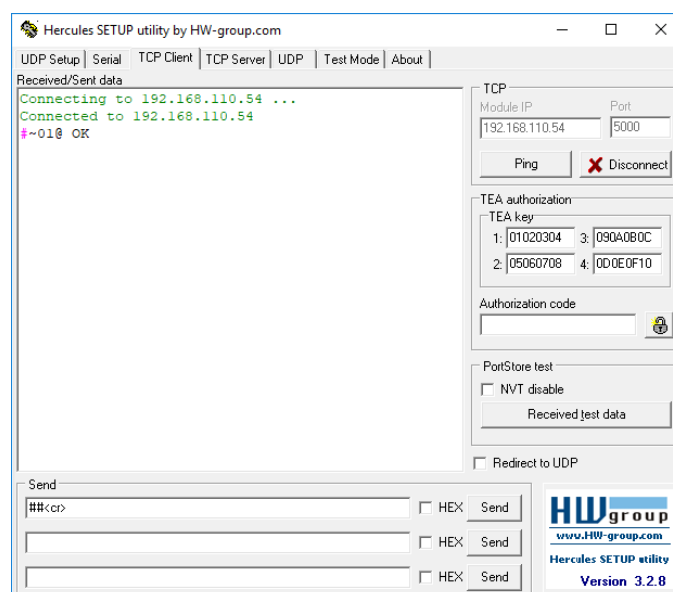 Hercules SETUP utility by HW-group.com
UDP Setup Serial TCP Client TCP Server UDP Test Mode About
Received/Sent data
Connecting to 192.168.110.54 ...
Connected to 192.168.110.54
#~01@ OK
TCP
Module IP Port
192.168.110.54 5000
Ping Disconnect
TEA authorization
TEA key
1: 01020304 3: 090A0B0C
2: 05060708 4: 0D0E0F10
Authorization code
PortStore test
NVT disable
Received test data
Redirect to UDP
Send
##<cr> HEX Send
HEX Send
HEX Send
HW group
www.HW-group.com
Hercules SETUP utility
Version 3.2.8